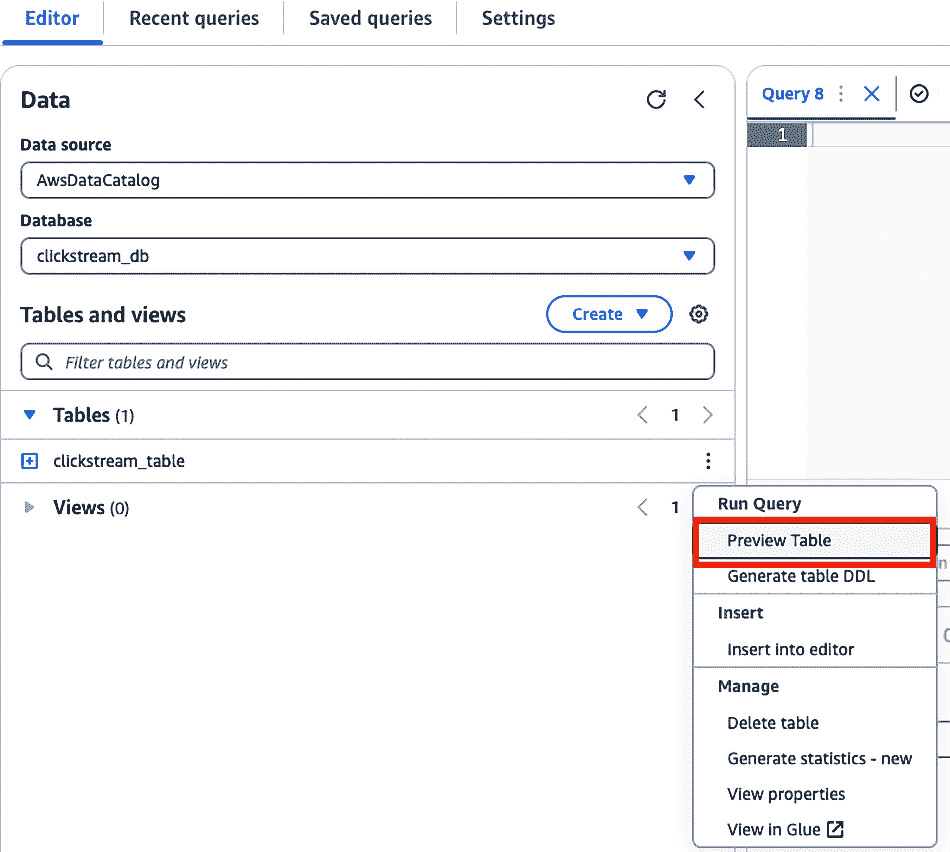 Editor Recent queries Saved queries Settings
Data
Data source
AwsDataCatalog
Database
clickstream_db
Tables and views
Create
Filter tables and views
Tables (1) 1
clickstream_table
Views (0) 1
Query 8
1
Run Query
Preview Table
Generate table DDL
Insert
Insert into editor
Manage
Delete table
Generate statistics - new
View properties
View in Glue